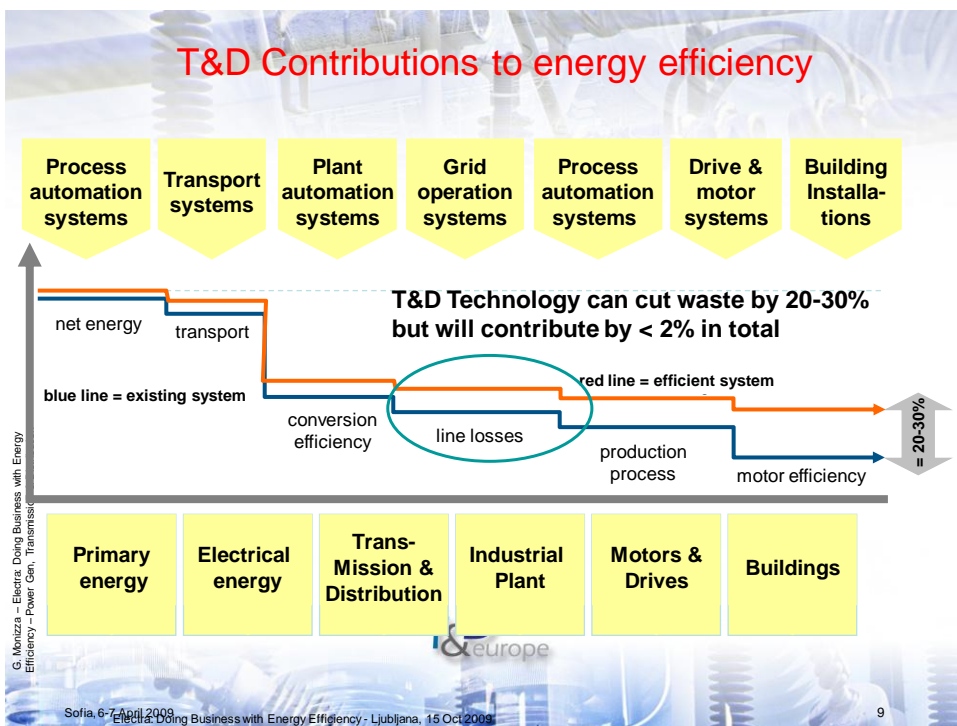 T&D Contributions to energy efficiency
Process
automation
systems
Transport
systems
Plant
automation
systems
Grid
operation
systems
Process
automation
systems
Drive &
motor
systems
Building
Installa-
tions
T&D Technology can cut waste by 20-30%
but will contribute by < 2% in total
net energy
transport
blue line = existing system
red line = efficient system
conversion
efficiency
line losses
production
process
motor efficiency
= 20-30%
G. Monizza – Electra: Doing Business with Energy
Efficiency – Power Gen, Transmissio
Primary
energy
Electrical
energy
Trans-
Mission &
Distribution
Industrial
Plant
Motors &
Drives
Buildings
&europe
Sofia, 6-7 April 2009
Electra: Doing Business with Energy Efficiency - Ljubljana, 15 Oct 2009
9